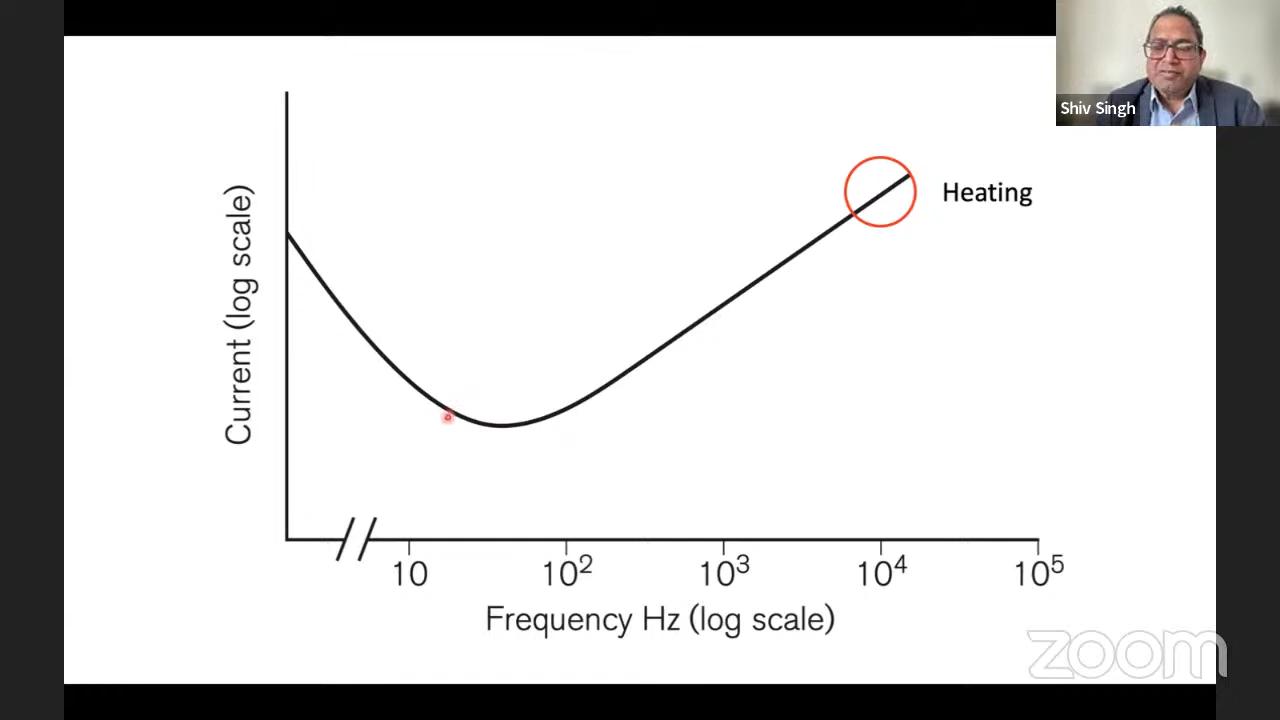 Shiv Singh
Heating
Current (log scale)
10 10² 10³ 10⁴ 10⁵
Frequency Hz (log scale)
zoom